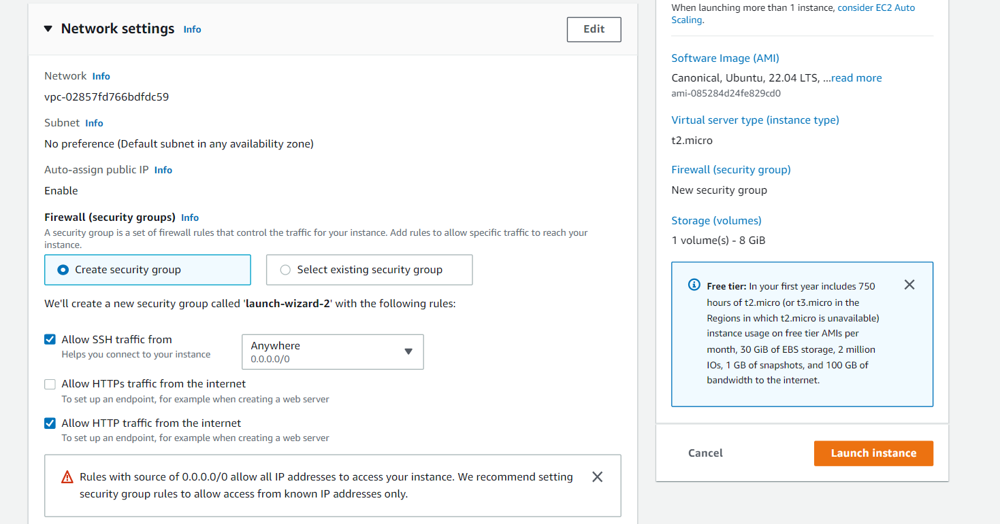 Network settings Info
Edit
Network Info
vpc-02857fd766bdfdc59
Subnet Info
No preference (Default subnet in any availability zone)
Auto-assign public IP Info
Enable
Firewall (security groups) Info
A security group is a set of firewall rules that control the traffic for your instance. Add rules to allow specific traffic to reach your
instance.
Create security group
Select existing security group
We'll create a new security group called 'launch-wizard-2' with the following rules:
Allow SSH traffic from
Helps you connect to your instance
Anywhere
0.0.0.0/0
Allow HTTPs traffic from the internet
To set up an endpoint, for example when creating a web server
Allow HTTP traffic from the internet
To set up an endpoint, for example when creating a web server
Rules with source of 0.0.0.0/0 allow all IP addresses to access your instance. We recommend setting
security group rules to allow access from known IP addresses only.
When launching more than 1 instance, consider EC2 Auto
Scaling.
Software Image (AMI)
Canonical, Ubuntu, 22.04 LTS, ...read more
ami-085284d24fe829cd0
Virtual server type (instance type)
t2.micro
Firewall (security group)
New security group
Storage (volumes)
1 volume(s) - 8 GiB
Free tier: In your first year includes 750
hours of t2.micro (or t3.micro in the
Regions in which t2.micro is unavailable)
instance usage on free tier AMIs per
month, 30 GiB of EBS storage, 2 million
IOs, 1 GB of snapshots, and 100 GB of
bandwidth to the internet.
Cancel
Launch instance